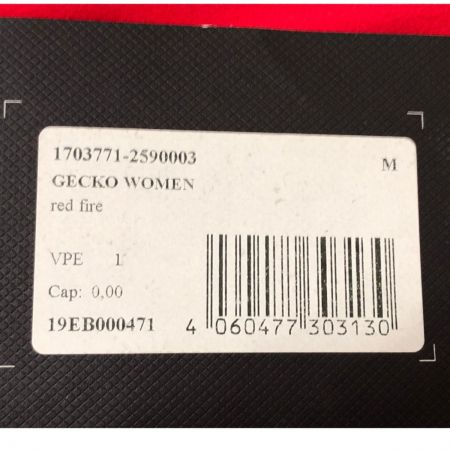 1703771-2590003
M
GECKO WOMEN
red fire
VPE 1
Cap: 0,00
19EB000471
4 060477 303130